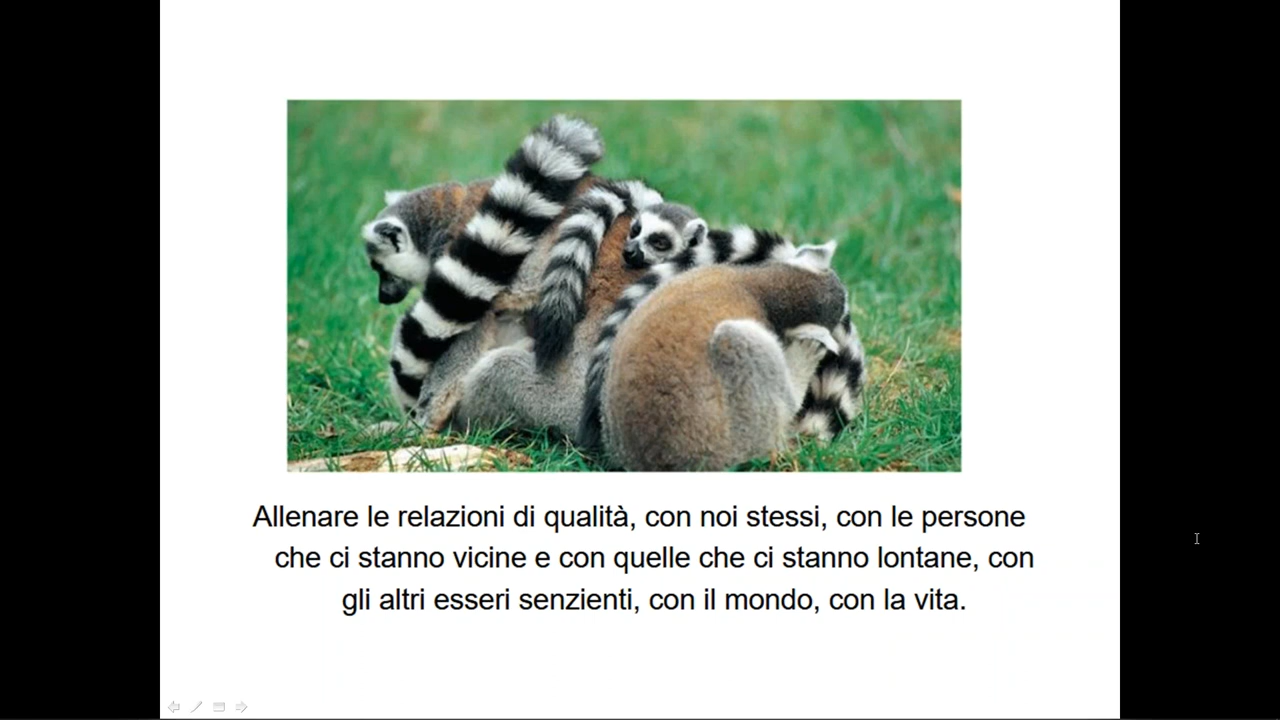 Allenare le relazioni di qualità, con noi stessi, con le persone
che ci stanno vicine e con quelle che ci stanno lontane, con
gli altri esseri senzienti, con il mondo, con la vita.